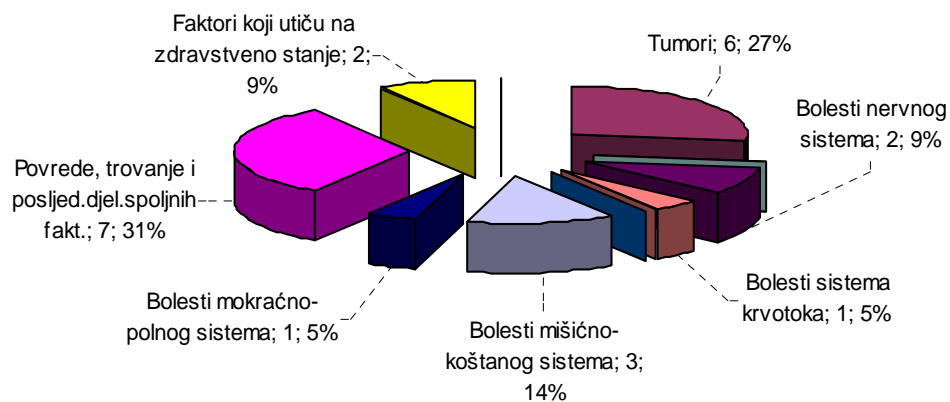 Faktori koji utiču na
zdravstveno stanje; 2;
9%
Tumori; 6; 27%
Bolesti nervnog
sistema; 2; 9%
Povrede, trovanje i
posljed.djel.spoljnih
fakt.; 7; 31%
Bolesti mokraćno-
polnog sistema; 1; 5%
Bolesti mišićno-
koštanog sistema; 3;
14%
Bolesti sistema
krvotoka; 1; 5%